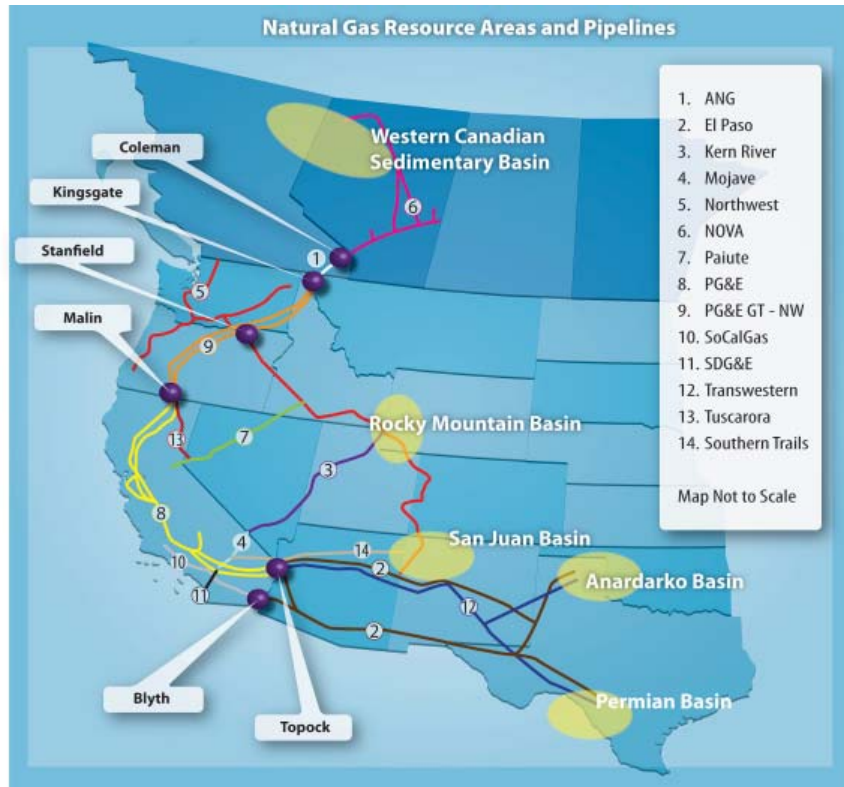 Natural Gas Resource Areas and Pipelines
1. ANG
2. El Paso
3. Kern River
4. Mojave
5. Northwest
6. NOVA
7. Paiute
8. PG&E
9. PG&E GT - NW
10. SoCalGas
11. SDG&E
12. Transwestern
13. Tuscarora
14. Southern Trails
Map Not to Scale
Western Canadian
Sedimentary Basin
Coleman
Kingsgate
Stanfield
Malin
6
1
5
9
Rocky Mountain Basin
13
7
3
8
San Juan Basin
4
14
10
2
Anardarko Basin
11
12
2
Permian Basin
Blyth
Topock